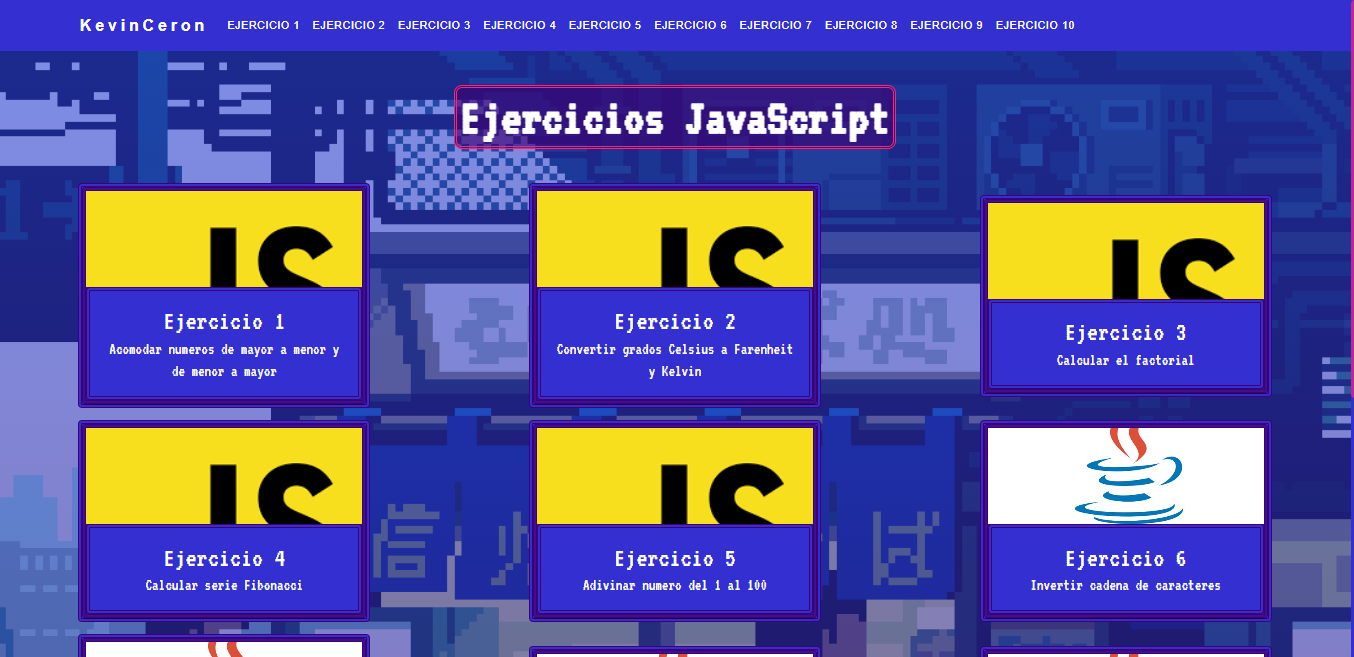 KevinCeron EJERCICIO 1 EJERCICIO 2 EJERCICIO 3 EJERCICIO 4 EJERCICIO 5 EJERCICIO 6 EJERCICIO 7 EJERCICIO 8 EJERCICIO 9 EJERCICIO 10
Ejercicios JavaScript
JS
Ejercicio 1
Acomodar numeros de mayor a menor y
de menor a mayor
JS
Ejercicio 2
Convertir grados Celsius a Farenheit
y Kelvin
JS
Ejercicio 3
Calcular el factorial
JS
Ejercicio 4
Calcular serie Fibonacci
JS
Ejercicio 5
Adivinar numero del 1 al 100
Ejercicio 6
Invertir cadena de caracteres